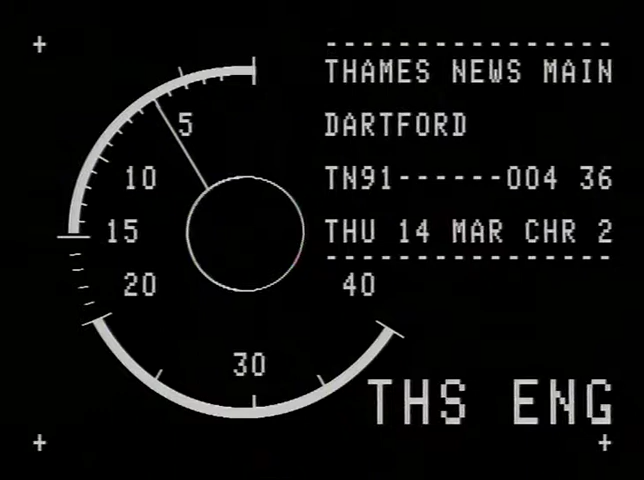 THAMES NEWS MAIN
DARTFORD
TN91------004 36
THU 14 MAR CHR 2
5
10
15
20
30
40
THS ENG